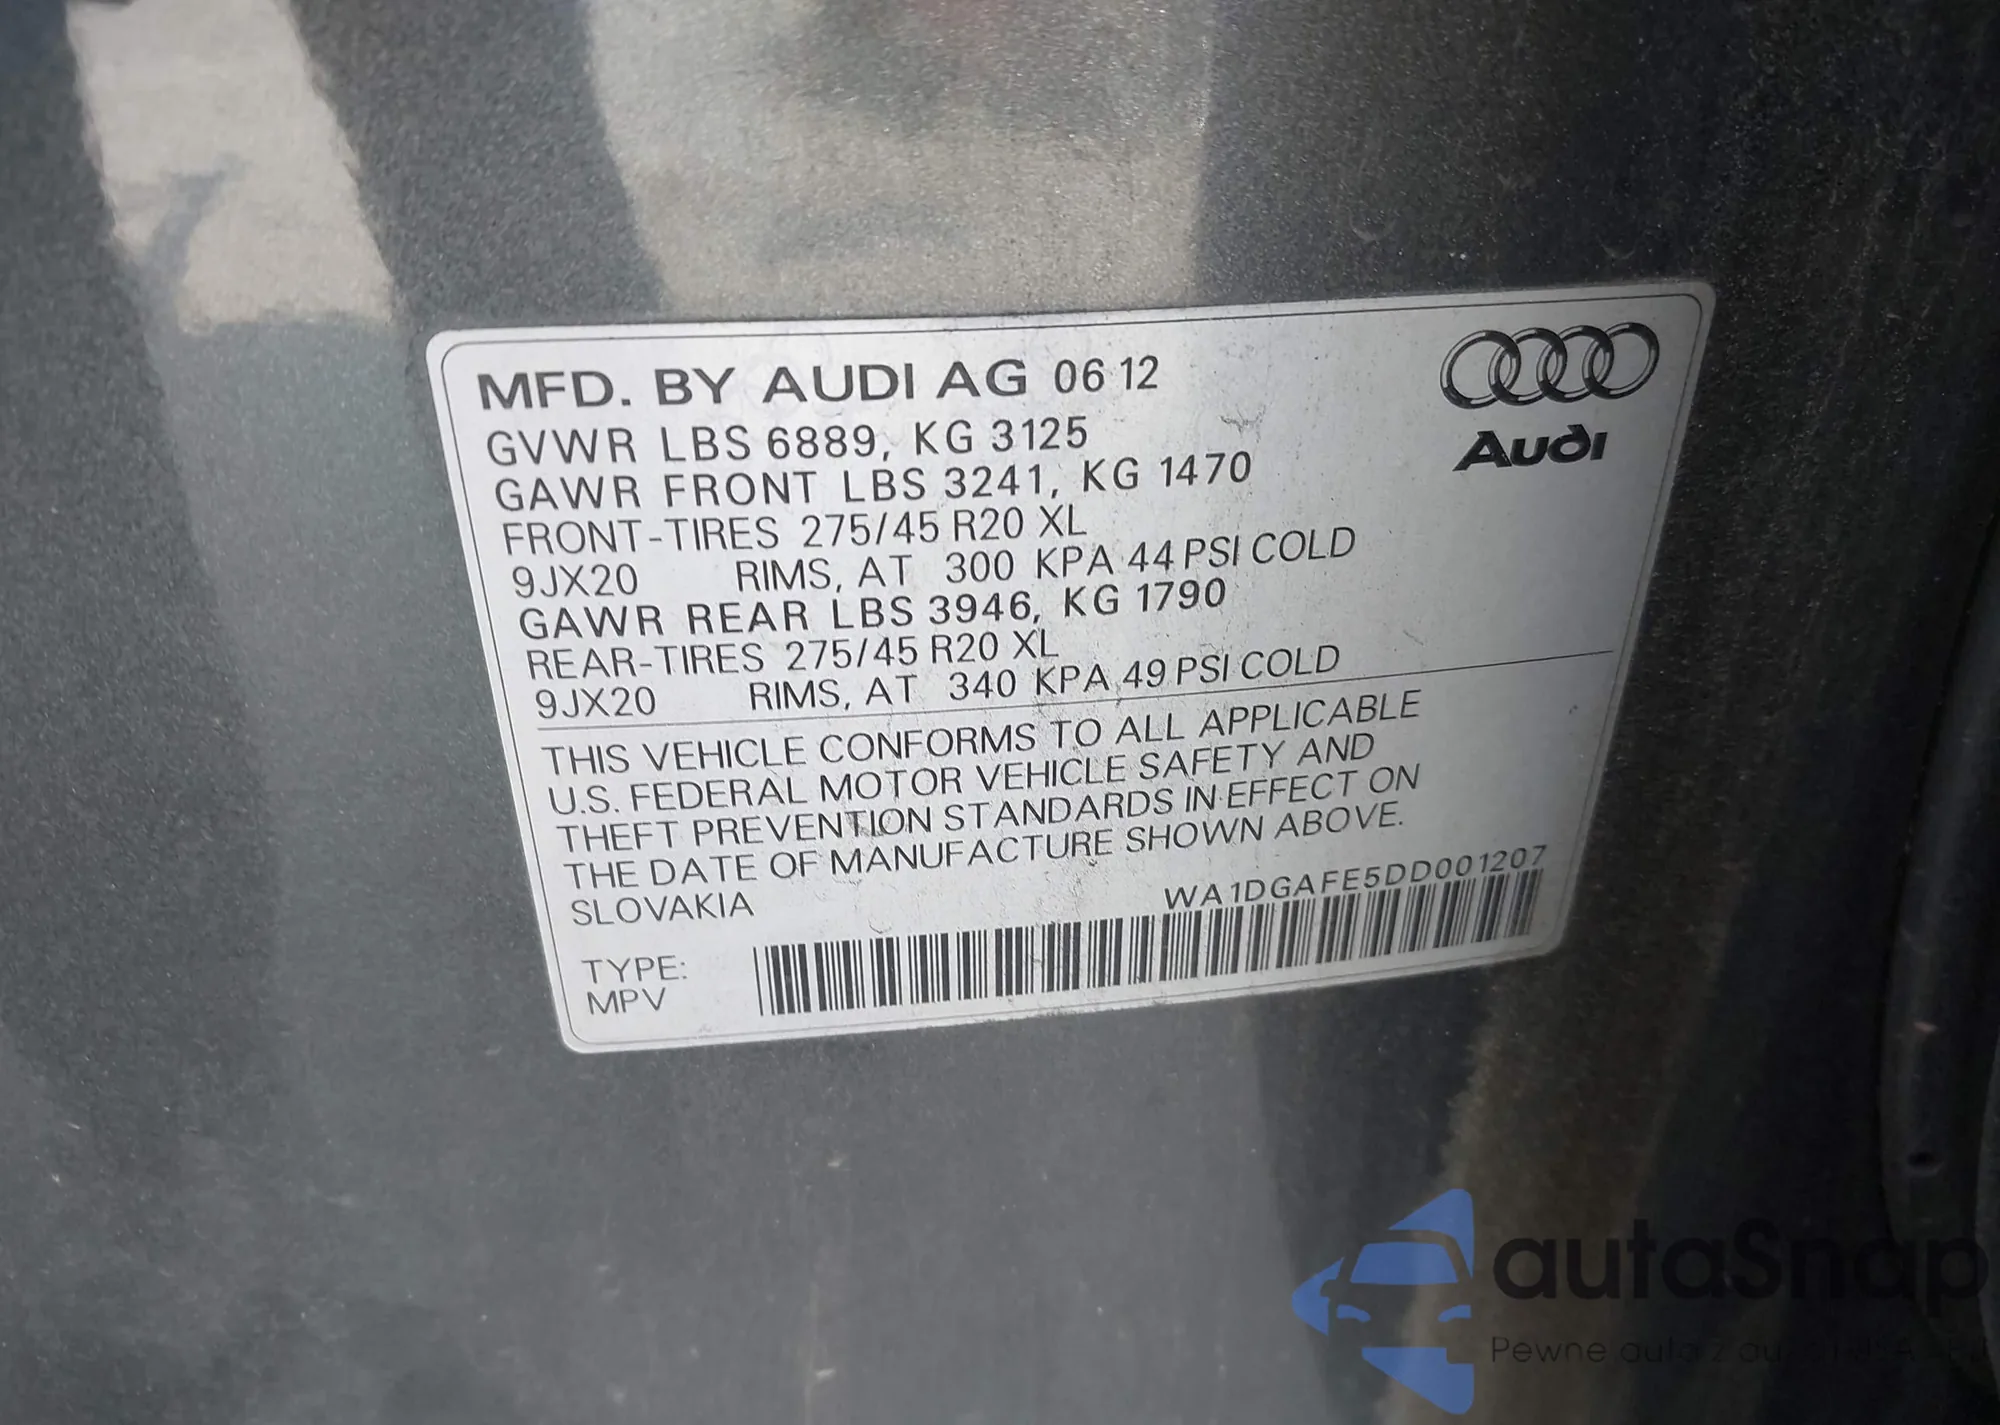 MFD. BY AUDI AG 06 12
GVWR LBS 6889, KG 3125
GAWR FRONT LBS 3241, KG 1470
FRONT-TIRES 275/45 R20 XL
9JX20 RIMS, AT 300 KPA 44 PSI COLD
GAWR REAR LBS 3946, KG 1790
REAR-TIRES 275/45 R20 XL
9JX20 RIMS, AT 340 KPA 49 PSI COLD
Audi
THIS VEHICLE CONFORMS TO ALL APPLICABLE
U.S. FEDERAL MOTOR VEHICLE SAFETY AND
THEFT PREVENTION STANDARDS IN EFFECT ON
THE DATE OF MANUFACTURE SHOWN ABOVE.
SLOVAKIA
WA1DGAFE5DD001207
TYPE:
MPV
autaSnap
Pewne auta z